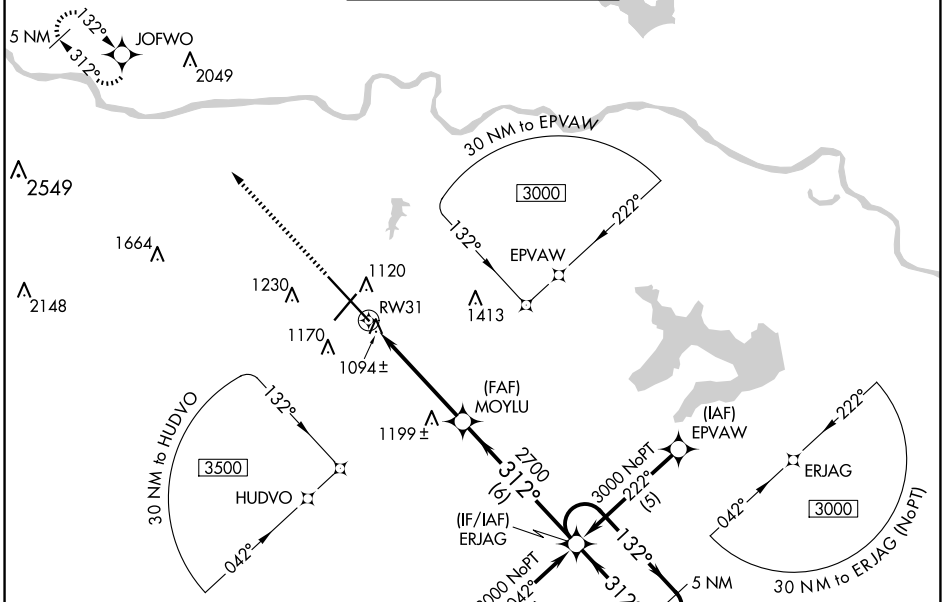 5 NM
132°
312°
JOFWO
2049
2549
30 NM to EPVAW
3000
132°
222°
EPVAW
1664
1230
1120
RW31
1413
2148
1170
1094±
(FAF)
MOYLU
1199±
30 NM to HUDVO
132°
3500
HUDVO
042°
(IAF)
EPVAW
3000 NoPT
222°
(5)
2700
312°
(6)
(IF/IAF)
ERJAG
132°
5 NM
312°
NoPT
222°
ERJAG
042°
3000
30 NM to ERJAG (NoPT)